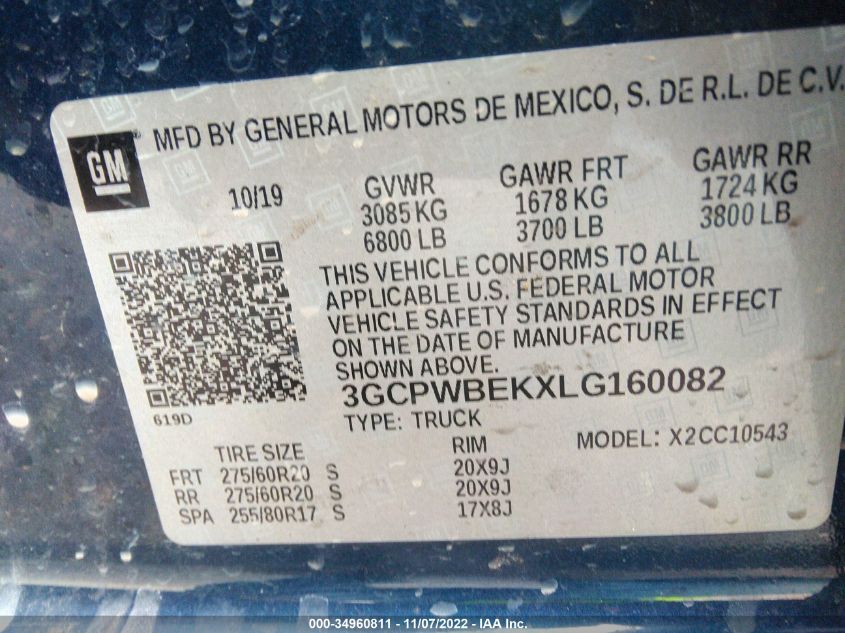 GM ® MFD BY GENERAL MOTORS DE MEXICO, S. DE R.L. DE C.V.
10/19 GVWR GAWR FRT GAWR RR
3085 KG 1678 KG 1724 KG
6800 LB 3700 LB 3800 LB
THIS VEHICLE CONFORMS TO ALL
APPLICABLE U.S. FEDERAL MOTOR
VEHICLE SAFETY STANDARDS IN EFFECT
ON THE DATE OF MANUFACTURE
SHOWN ABOVE.
3GCPWBEKXLG160082
619D TYPE: TRUCK MODEL: X2CC10543
TIRE SIZE RIM
FRT 275/60R20 S 20X9J
RR 275/60R20 S 20X9J
SPA 255/80R17 S 17X8J
000-34960811 - 11/07/2022 - IAA Inc.